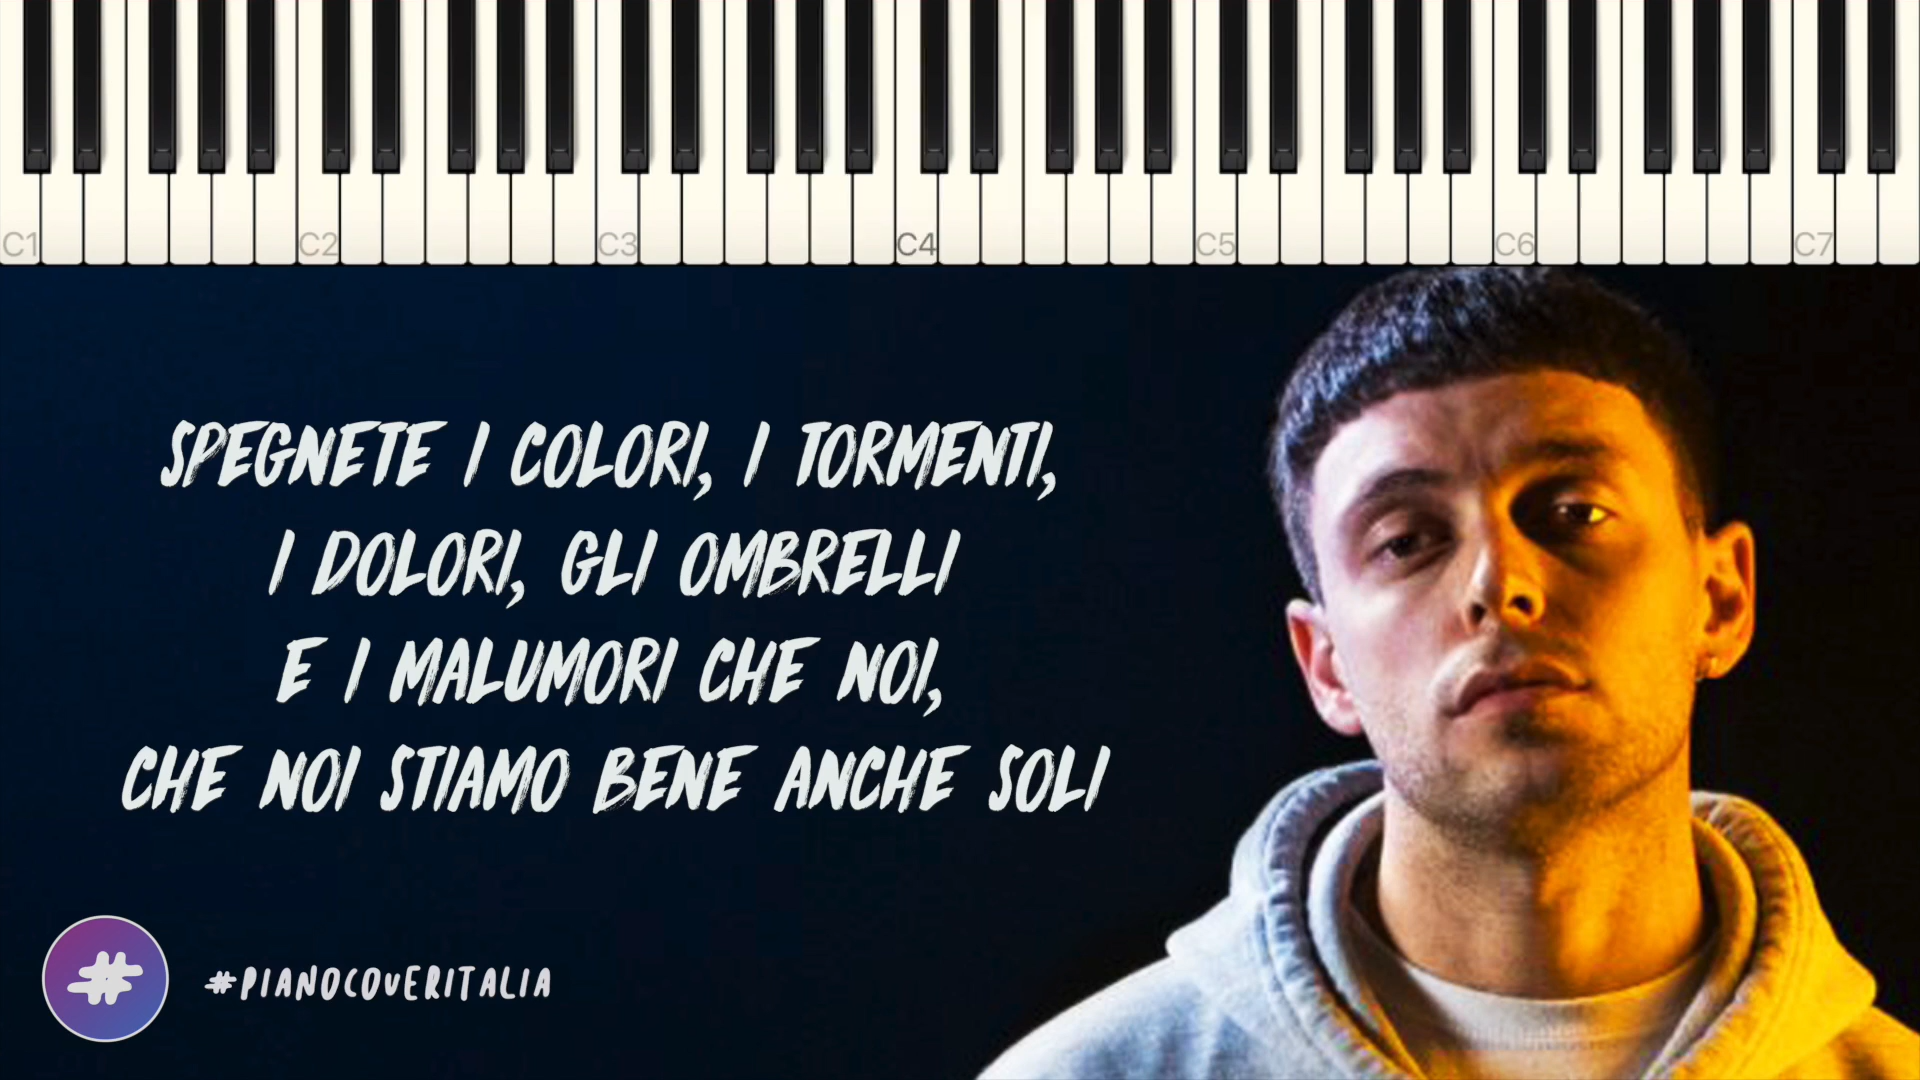 C1 C2 C3 C4 C5 C6 C7
SPEGNETE I COLORI, I TORMENTI,
I DOLORI, GLI OMBRELLI
E I MALUMORI CHE NOI,
CHE NOI STIAMO BENE ANCHE SOLI
#
#PIANOCOVERITALIA